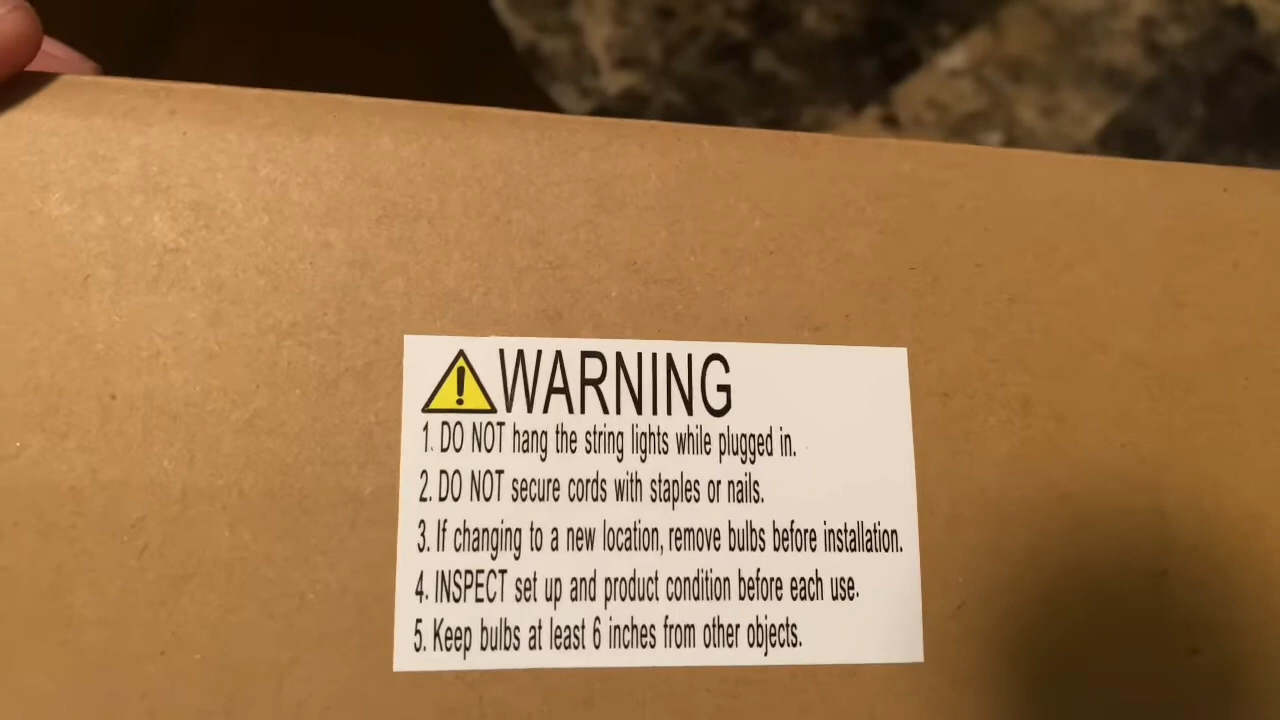 WARNING
1. DO NOT hang the string lights while plugged in.
2. DO NOT secure cords with staples or nails.
3. If changing to a new location, remove bulbs before installation.
4. INSPECT set up and product condition before each use.
5. Keep bulbs at least 6 inches from other objects.